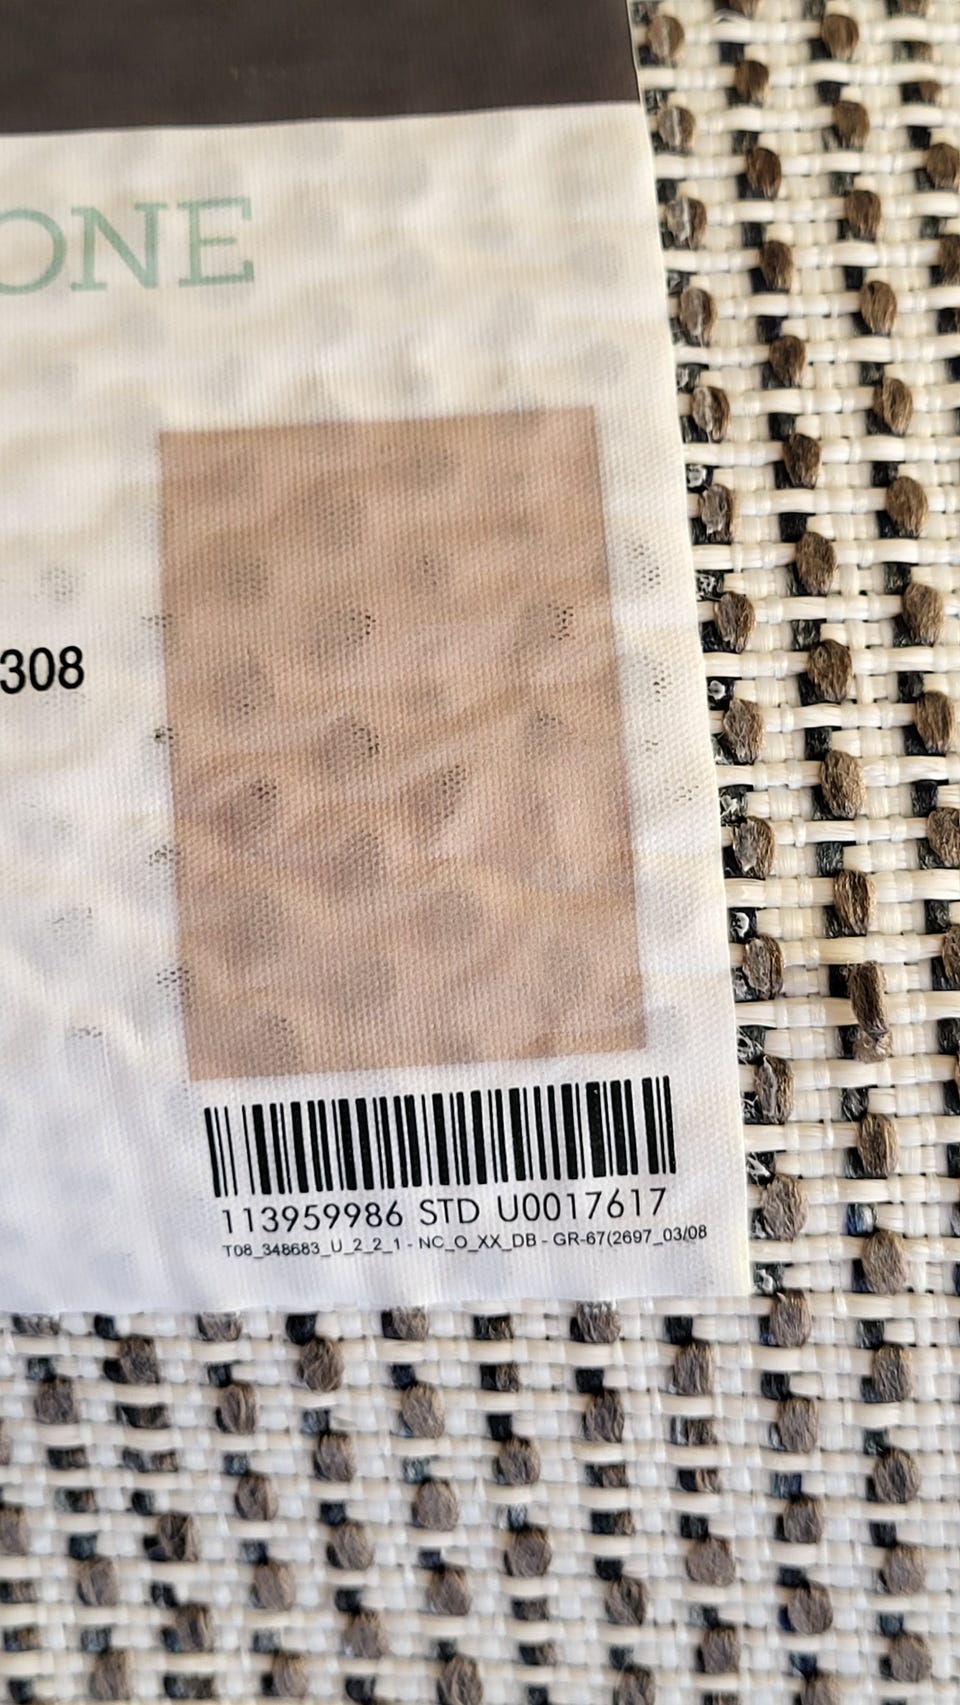 ONE
308
113959986 STD U0017617
T08_348683_U_2_2_1 - NC_O_XX_DB - GR-67(2697_03/08